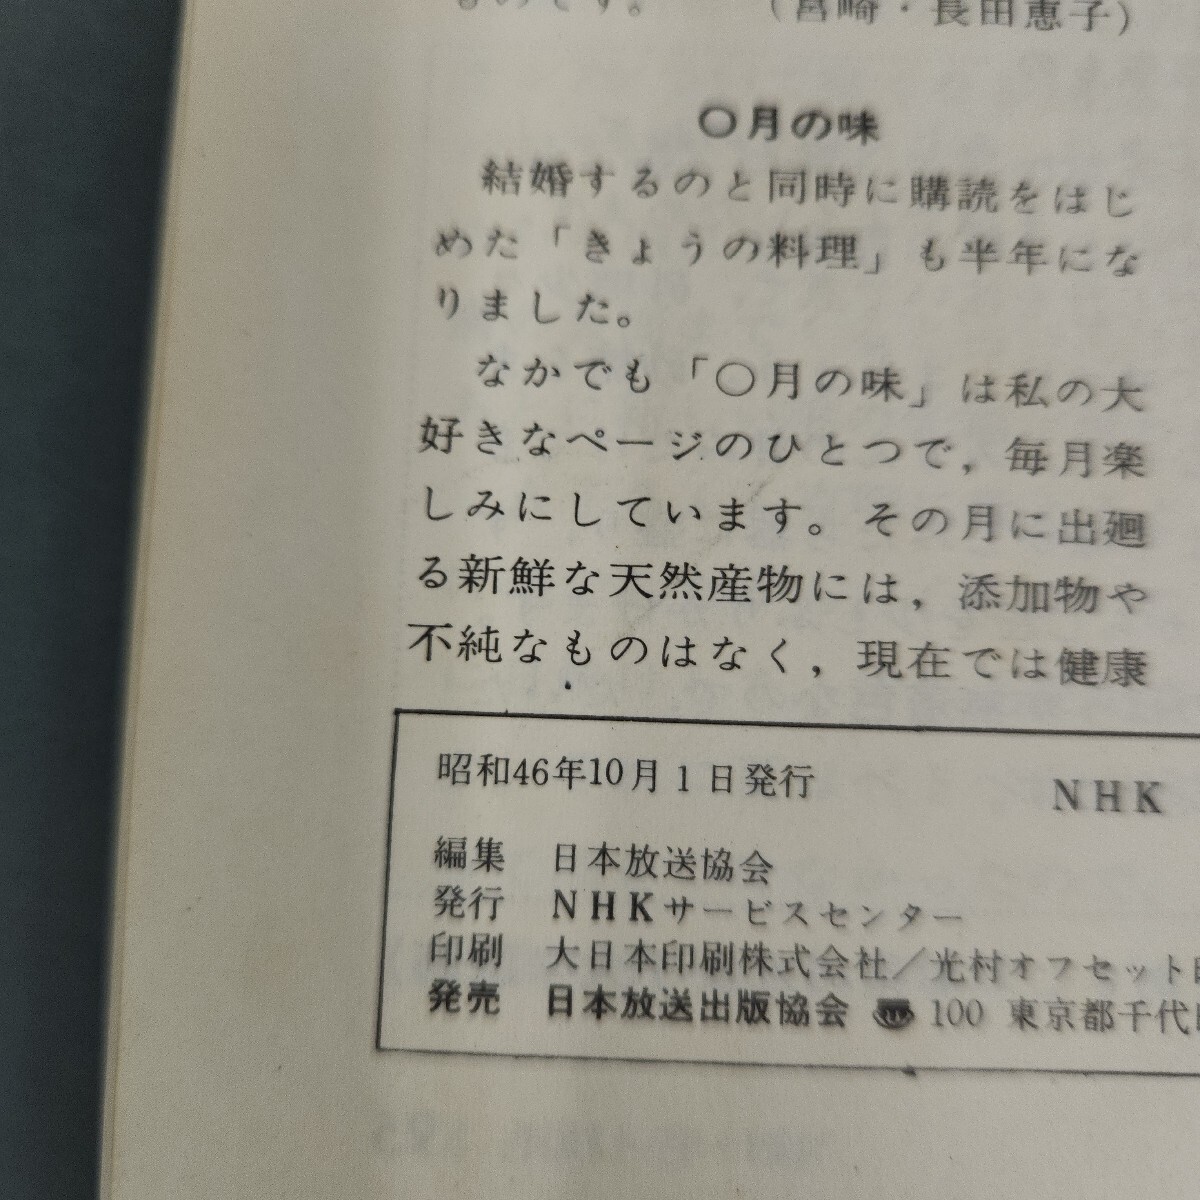 ものです。　（宮崎・長田恵子）
〇月の味
結婚するのと同時に購読をはじ
めた「きょうの料理」も半年にな
りました。
なかでも「〇月の味」は私の大
好きなページのひとつで，毎月楽
しみにしています。その月に出廻
る新鮮な天然産物には，添加物や
不純なものはなく，現在では健康
昭和46年10月1日発行　NHK
編集　日本放送協会
発行　NHKサービスセンター
印刷　大日本印刷株式会社／光村オフセット
発売　日本放送出版協会　100　東京都千代